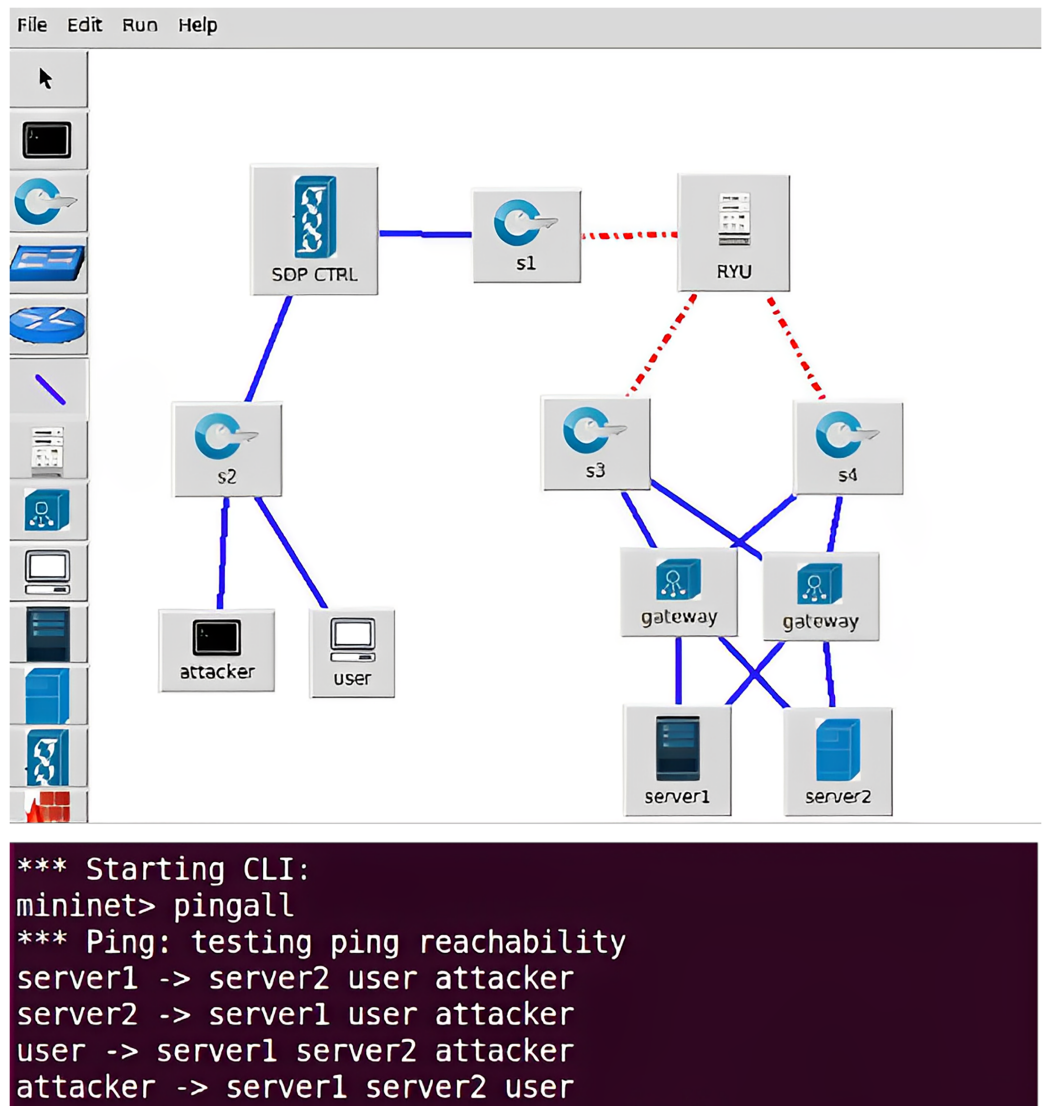 File Edit Run Help
SDP CTRL
s1
RYU
s2
s3
s4
gateway
gateway
attacker
user
server1
server2
*** Starting CLI:
mininet> pingall
*** Ping: testing ping reachability
server1 -> server2 user attacker
server2 -> server1 user attacker
user -> server1 server2 attacker
attacker -> server1 server2 user